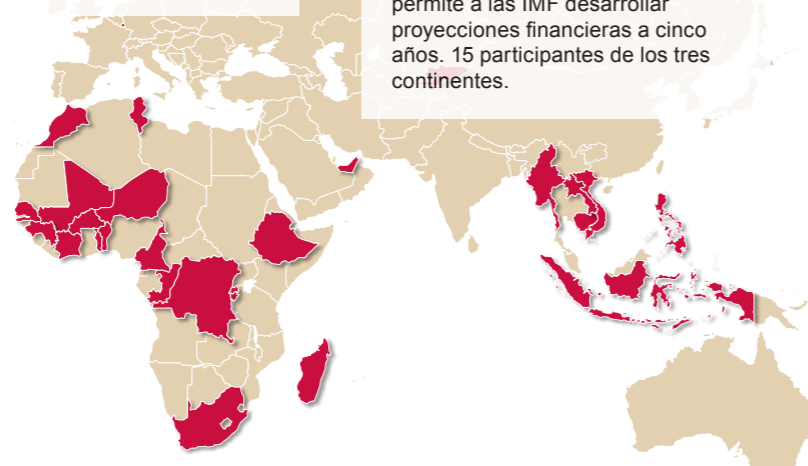 permite a las IMF desarrollar
proyecciones financieras a cinco
años. 15 participantes de los tres
continentes.